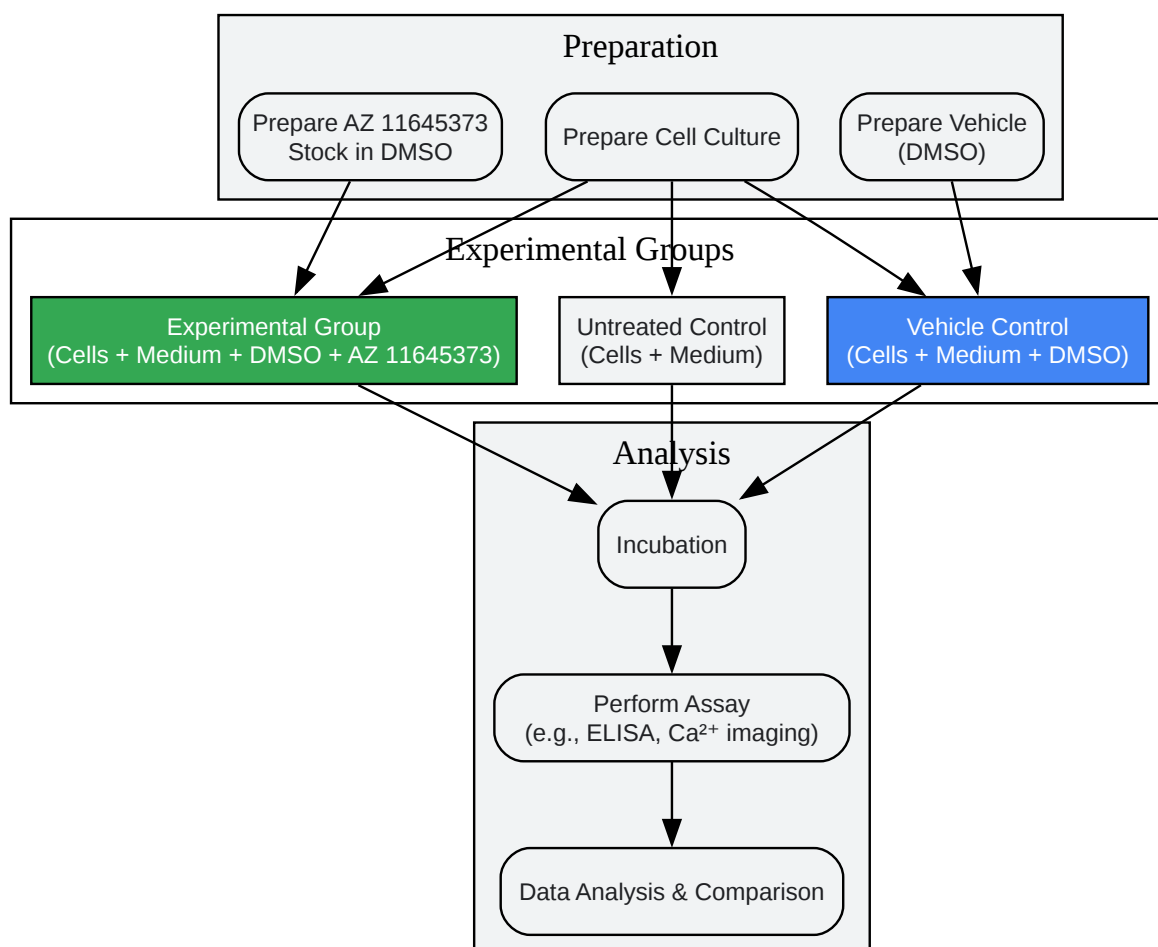 Preparation
Prepare AZ 11645373
Stock in DMSO
Prepare Cell Culture
Prepare Vehicle
(DMSO)
Experimental Groups
Experimental Group
(Cells + Medium + DMSO + AZ 11645373)
Untreated Control
(Cells + Medium)
Vehicle Control
(Cells + Medium + DMSO)
Analysis
Incubation
Perform Assay
(e.g., ELISA, Ca²⁺ imaging)
Data Analysis & Comparison